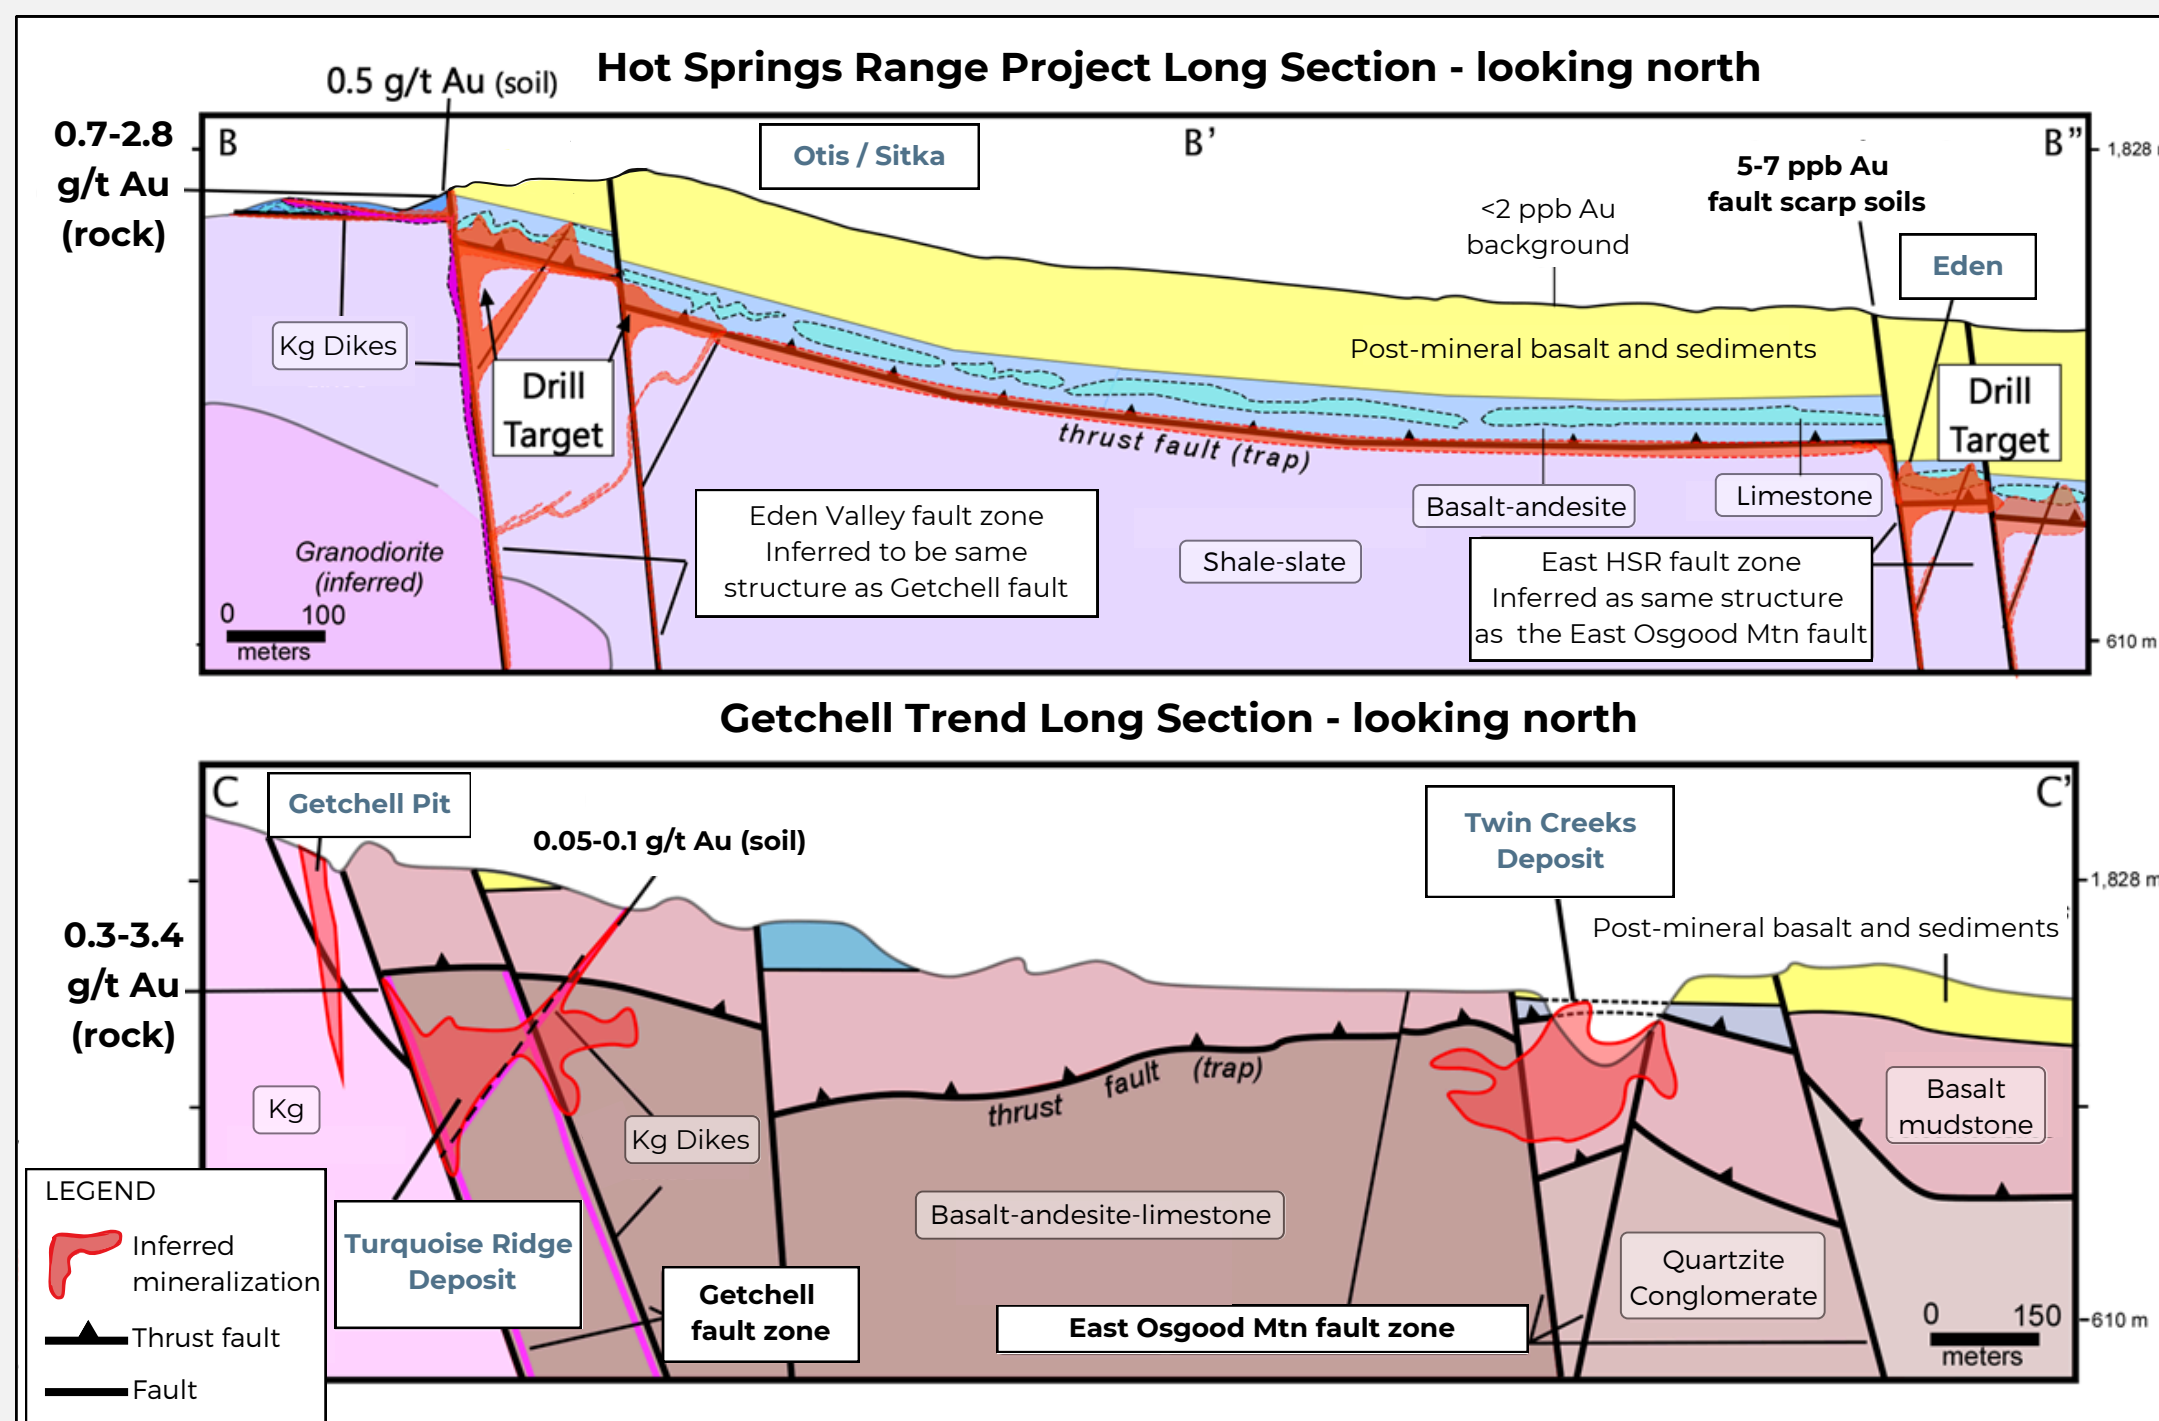 Hot Springs Range Project Long Section - looking north
0.5 g/t Au (soil)
0.7-2.8
g/t Au
(rock)
B
Otis / Sitka
B'
B"
1,828
5-7 ppb Au
fault scarp soils
<2 ppb Au
background
Eden
Kg Dikes
Post-mineral basalt and sediments
Drill
Target
Drill
Target
thrust fault (trap)
Basalt-andesite
Limestone
Eden Valley fault zone
Inferred to be same
structure as Getchell fault
Shale-slate
East HSR fault zone
Inferred as same structure
as the East Osgood Mtn fault
Granodiorite
(inferred)
0 100
meters
610 m
Getchell Trend Long Section - looking north
C
C'
Getchell Pit
0.05-0.1 g/t Au (soil)
Twin Creeks
Deposit
1,828 m
Post-mineral basalt and sediments
0.3-3.4
g/t Au
(rock)
thrust fault (trap)
Kg
Kg Dikes
Basalt
mudstone
Basalt-andesite-limestone
Turquoise Ridge
Deposit
Getchell
fault zone
East Osgood Mtn fault zone
Quartzite
Conglomerate
0 150
meters
610 m
LEGEND
Inferred
mineralization
Thrust fault
Fault